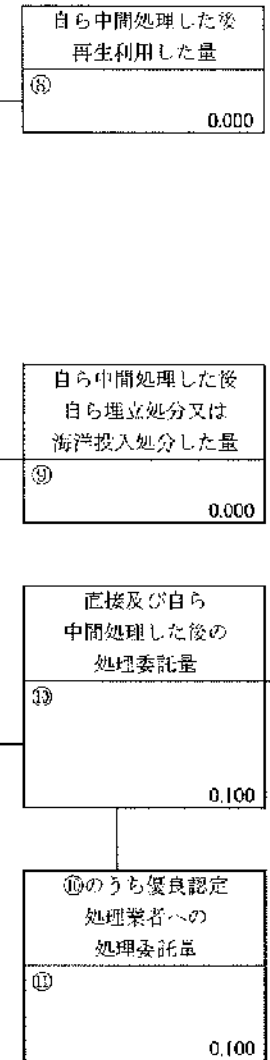 自ら中間処理した後
再生利用した量
⑧
0.000
自ら中間処理した後
自ら埋立処分又は
海洋投入処分した量
⑨
0.000
直接及び自ら
中間処理した後の
処理委託量
⑩
0.100
⑩のうち優良認定
処理業者への
処理委託量
⑪
0.100